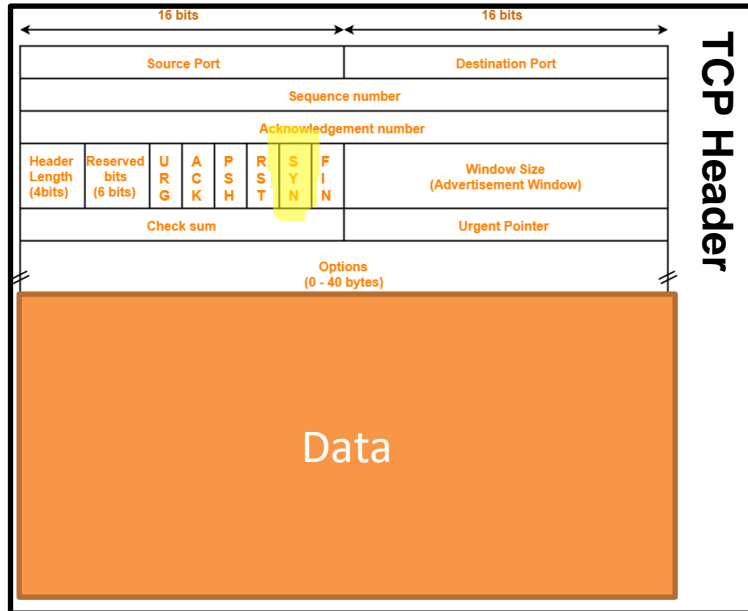 16 bits 16 bits
TCP Header
Source Port Destination Port
Sequence number
Acknowledgement number
Header
Length
(4bits)
Reserved
bits
(6 bits)
U
R
G
A
C
K
P
S
H
R
S
T
S
Y
N
F
I
N
Window Size
(Advertisement Window)
Check sum Urgent Pointer
Options
(0 - 40 bytes)
Data